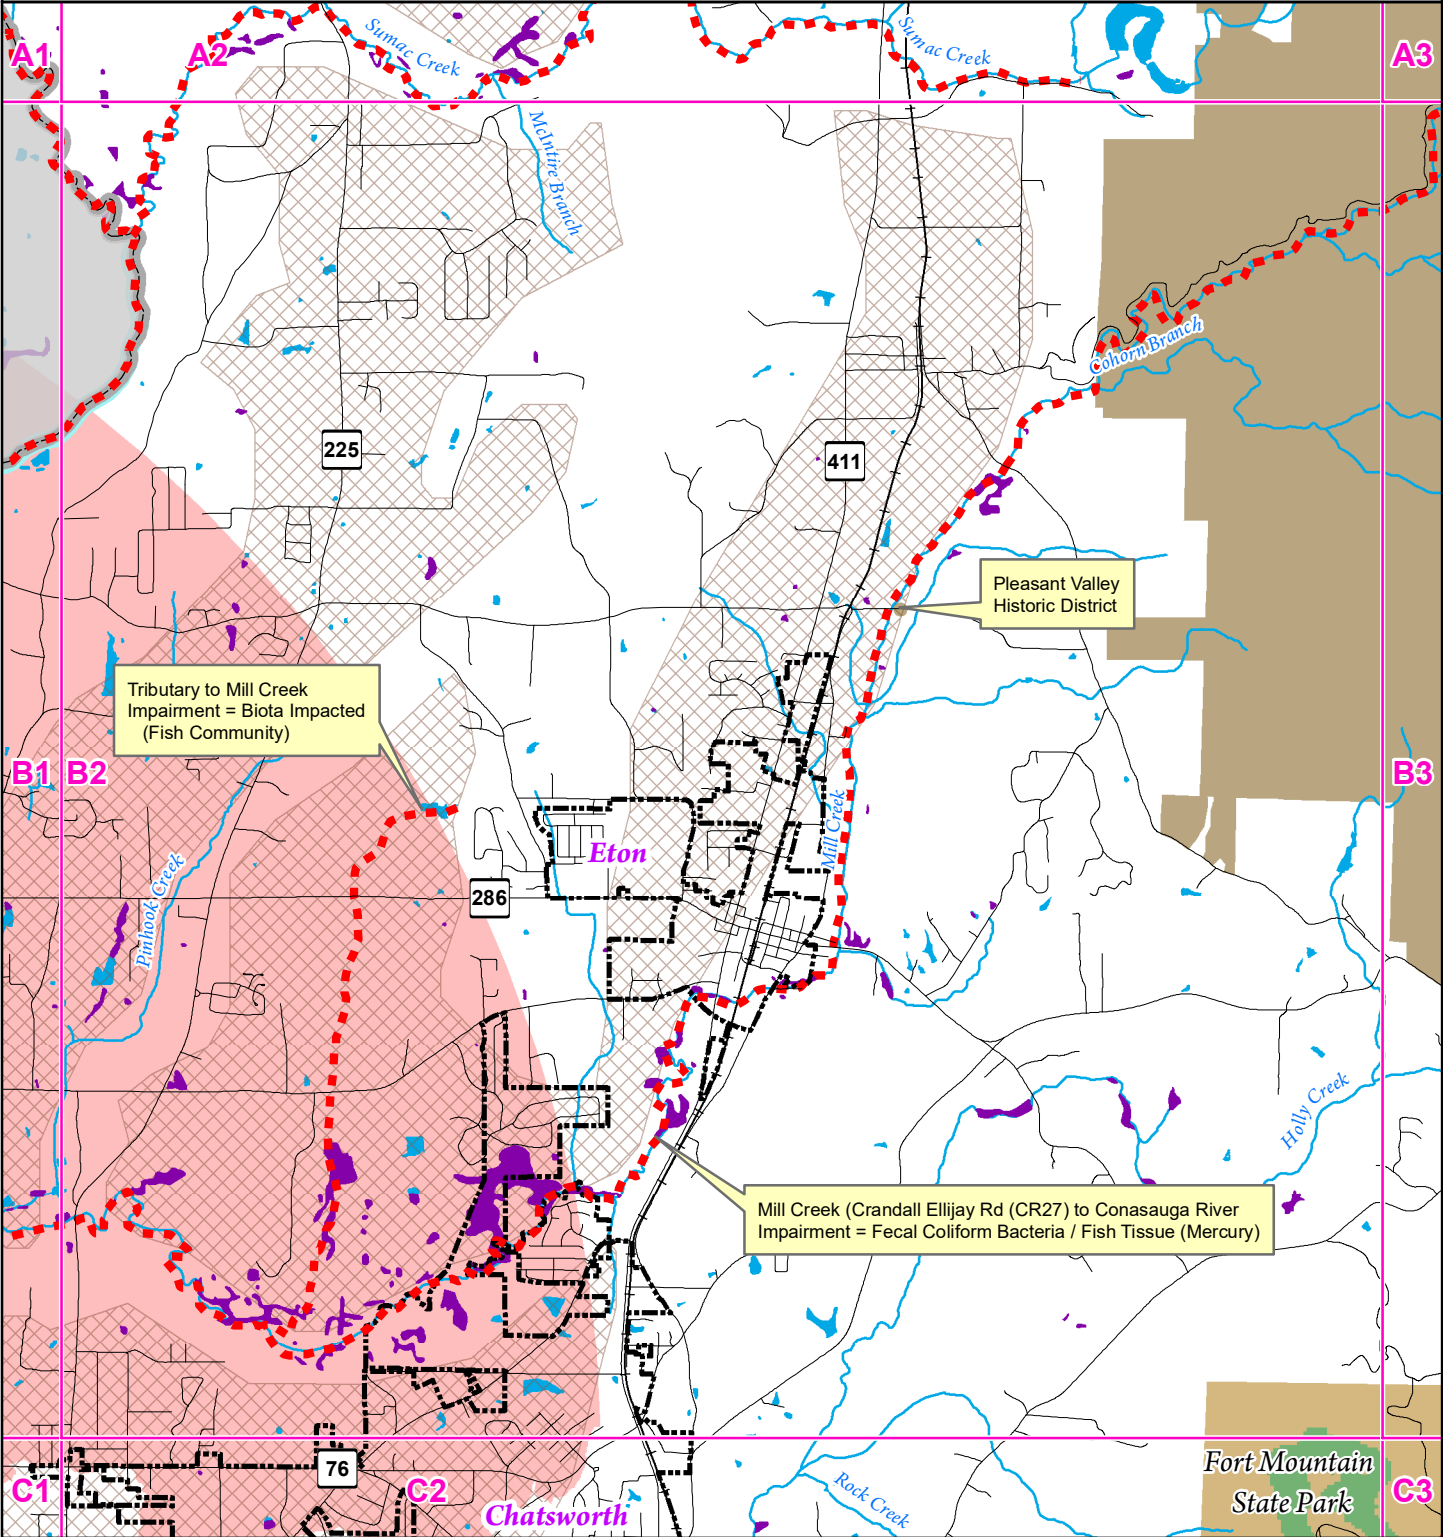 A1
A2
Sumac Creek
Sumac Creek
A3
McIntire Branch
Cohorn Branch
225
411
Pleasant Valley
Historic District
Tributary to Mill Creek
Impairment = Biota Impacted
(Fish Community)
B1
B2
B3
Mill Creek
Eton
Pinhook Creek
286
Holly Creek
Mill Creek (Crandall Ellijay Rd (CR27) to Conasauga River
Impairment = Fecal Coliform Bacteria / Fish Tissue (Mercury)
76
C1
C2
Chatsworth
Rock Creek
Fort Mountain
State Park
C3